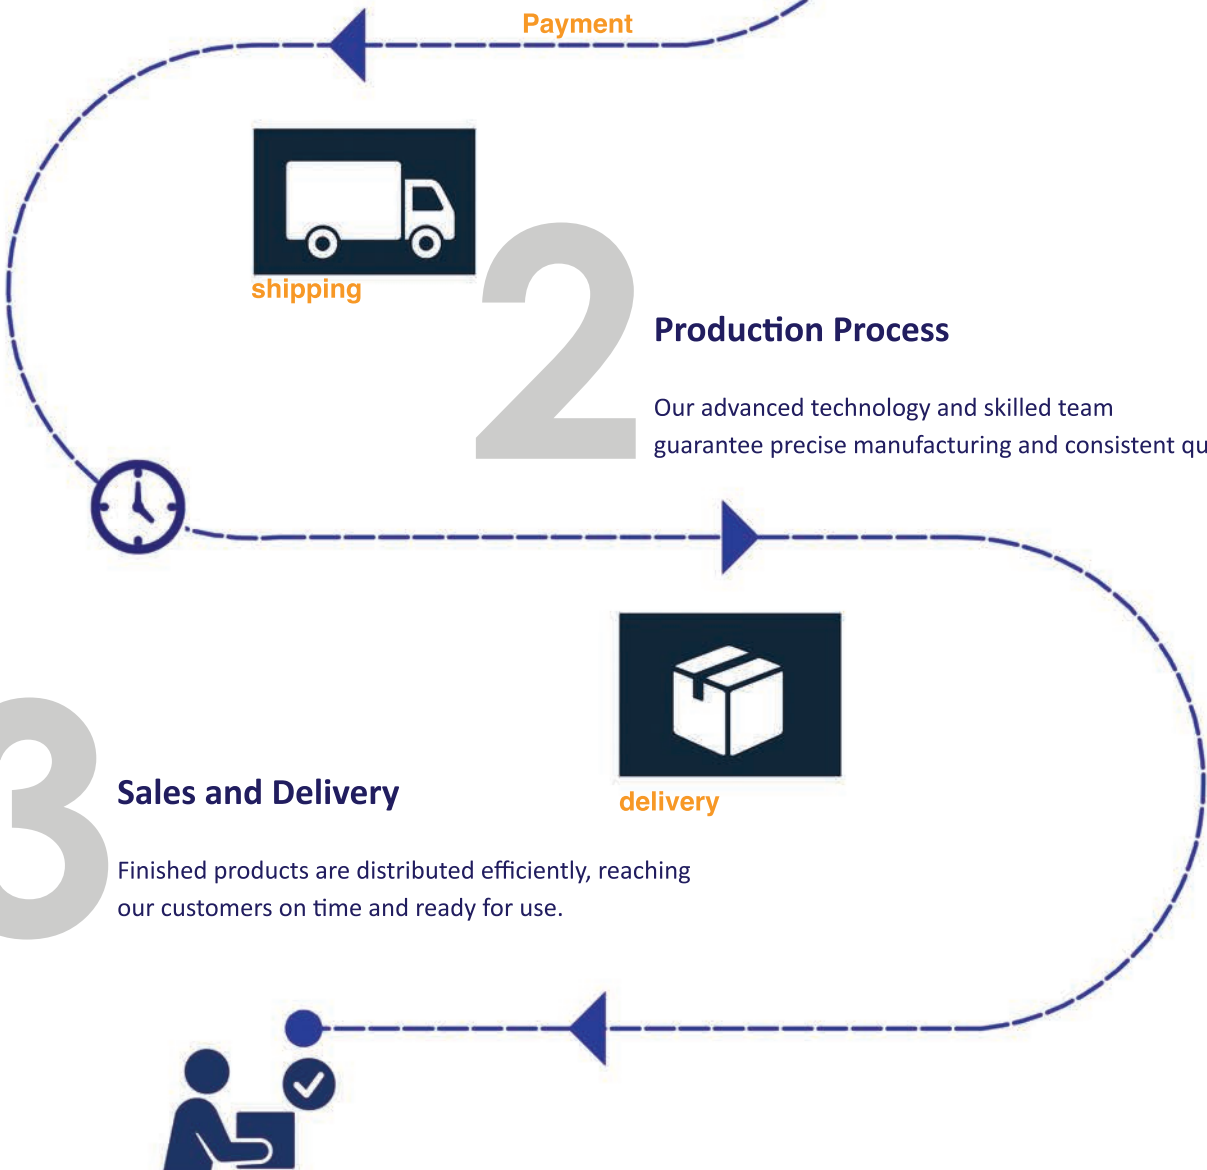 Payment
shipping
2
Production Process
Our advanced technology and skilled team
guarantee precise manufacturing and consistent qu
delivery
3
Sales and Delivery
Finished products are distributed efficiently, reaching
our customers on time and ready for use.